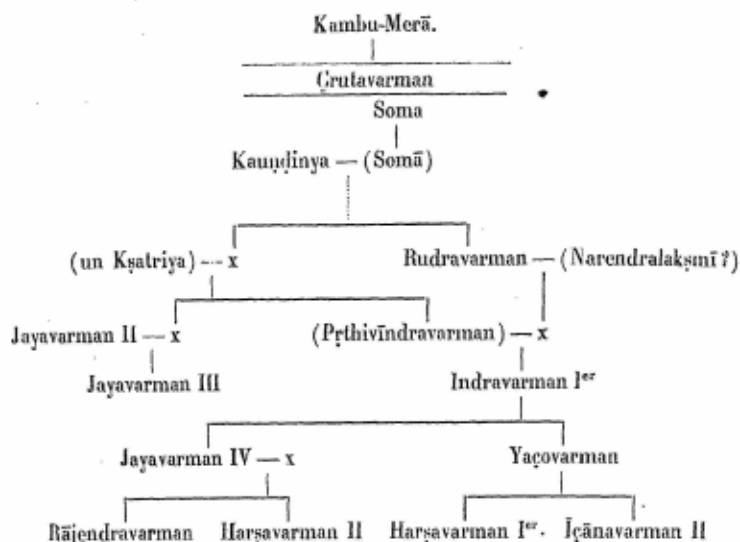 Kambu-Merā.
Çrutavarman
Soma
Kauṇḍinya — (Somā)
(un Kṣatriya) — x Rudravarman — (Narendralakṣmī ?)
Jayavarman II — x (Pṛthivīndravarman) — x
Jayavarman III Indravarman Iᵉʳ
Jayavarman IV — x Yaçovarman
Rājendravarman Harṣavarman II Harṣavarman Iᵉʳ. Īçānavarman II